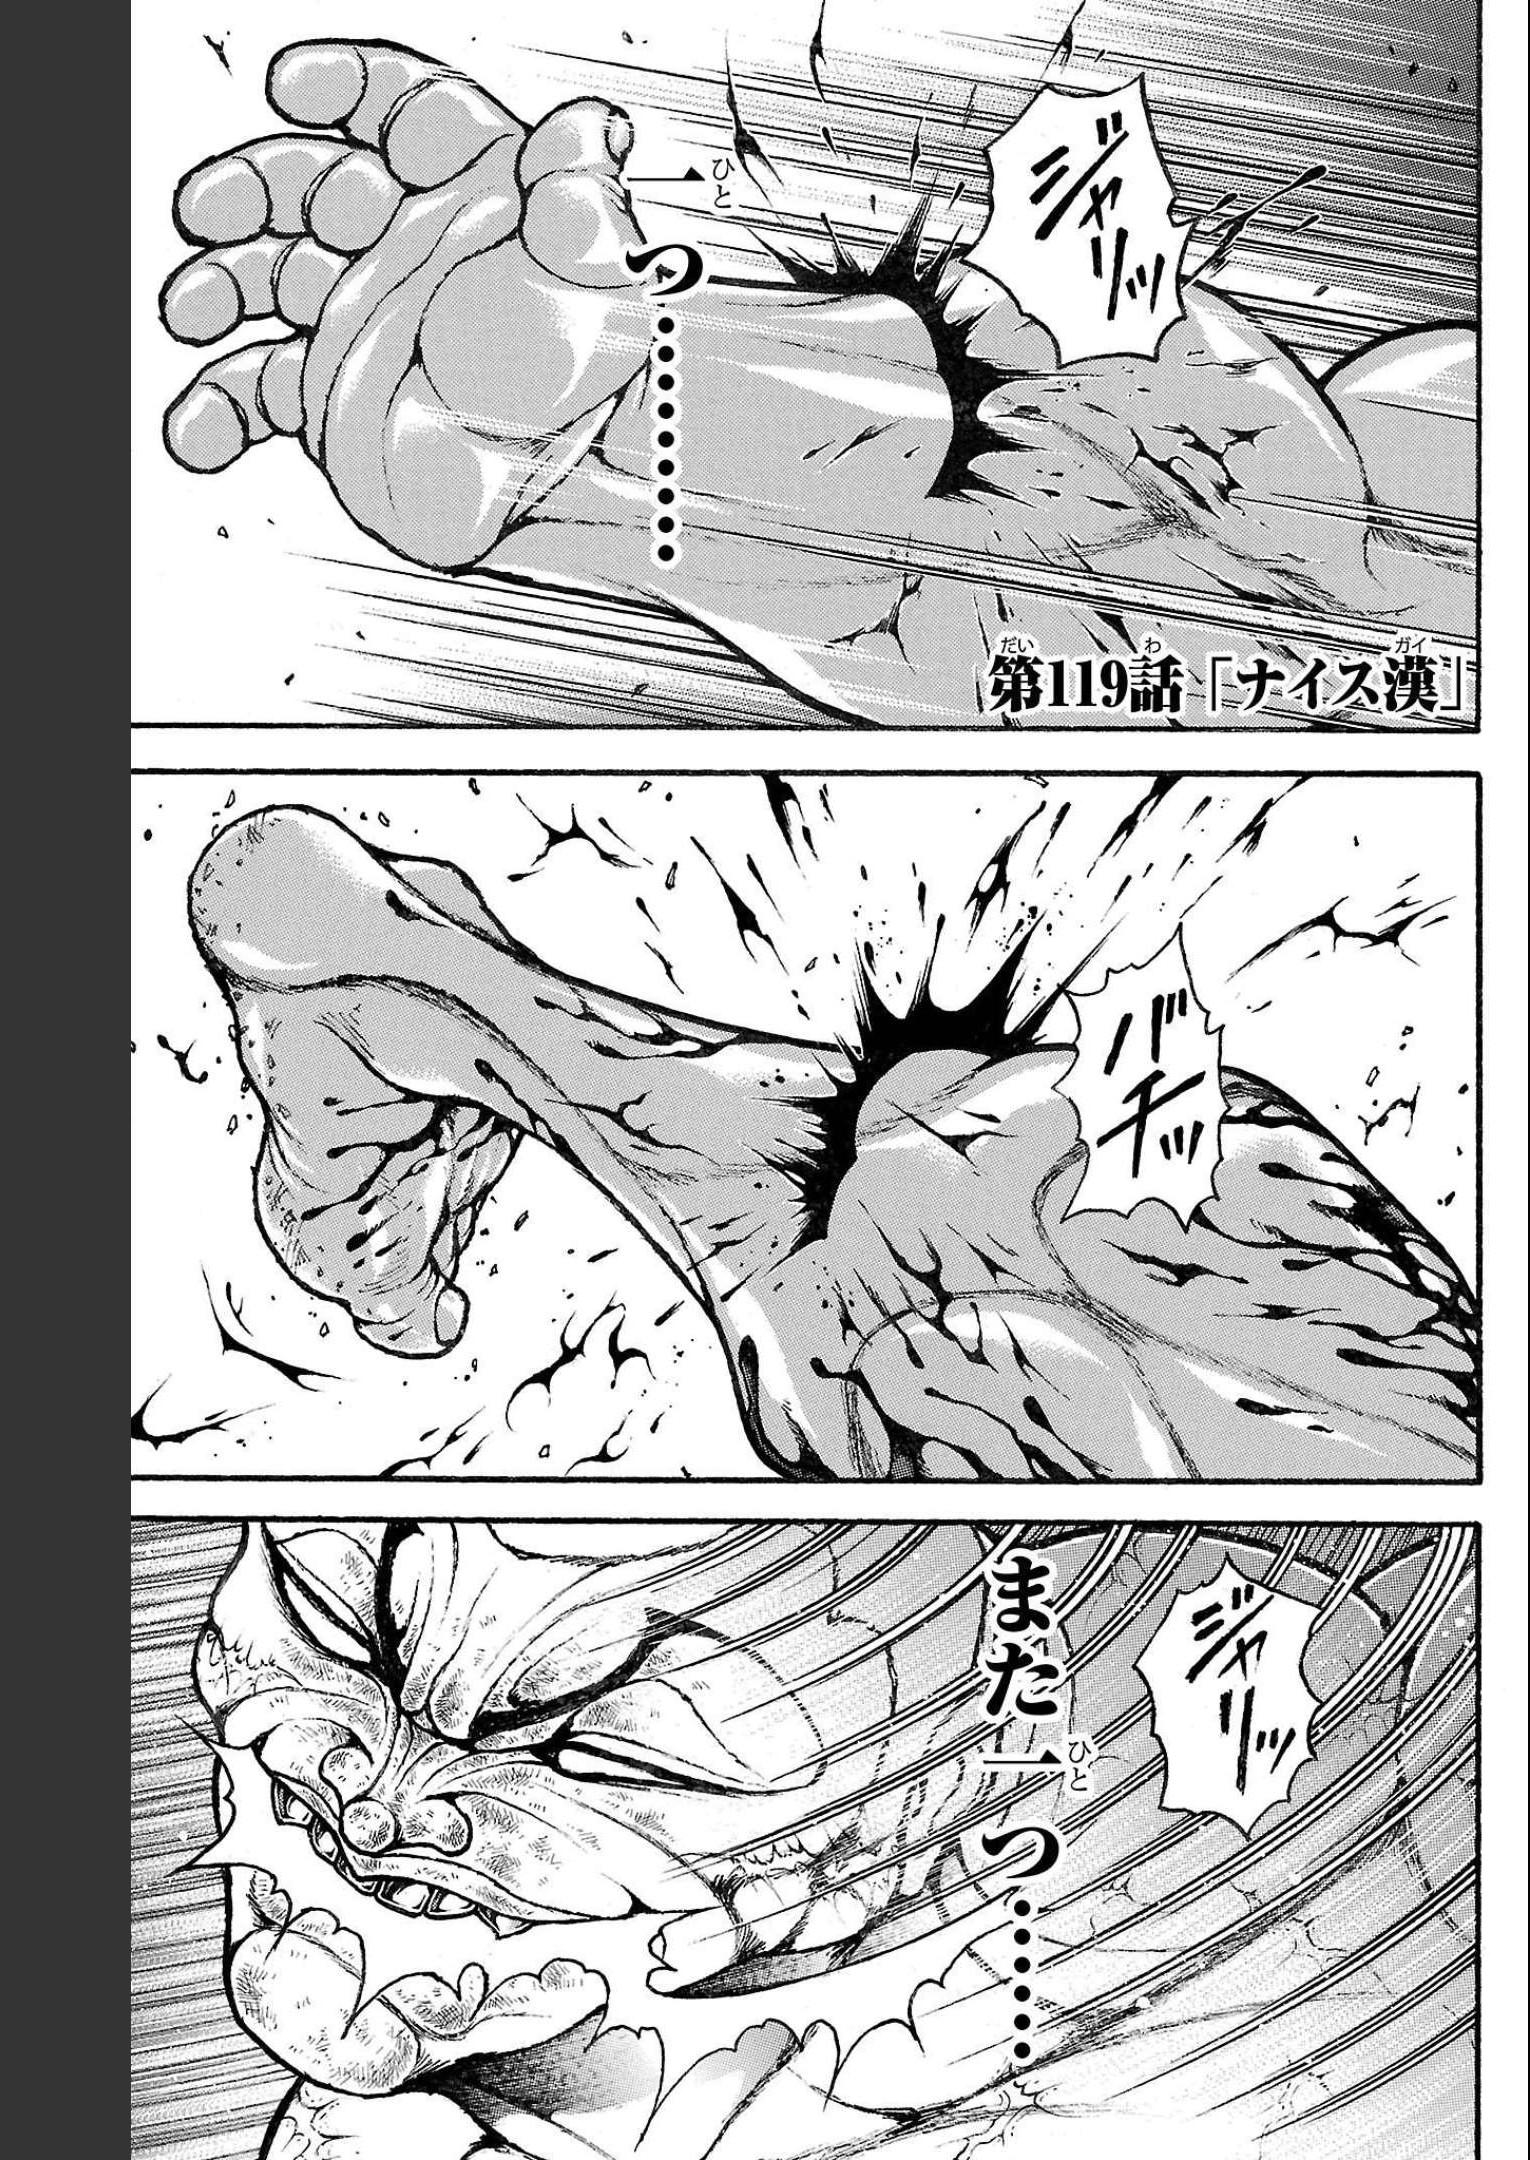 ジャリッ
一つ………
第119話「ナイス漢」
バチッ
ジャリッ
また一つ……